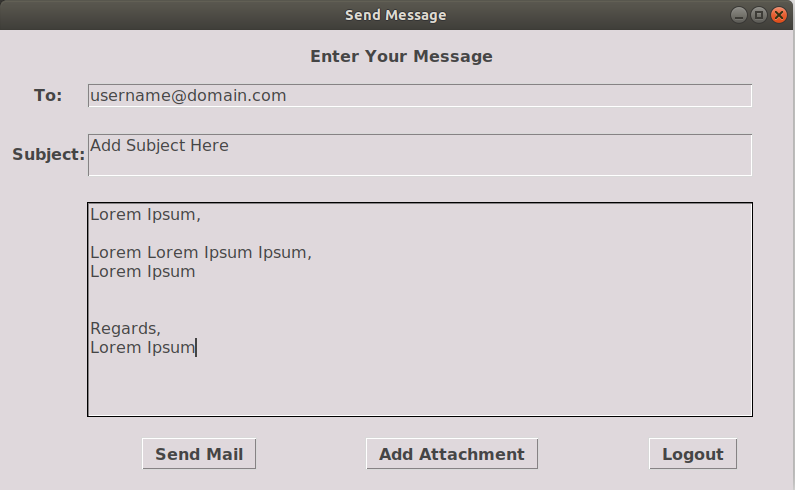 Send Message
Enter Your Message
To: username@domain.com
Subject: Add Subject Here
Lorem Ipsum,
Lorem Lorem Ipsum Ipsum,
Lorem Ipsum
Regards,
Lorem Ipsum
Send Mail Add Attachment Logout